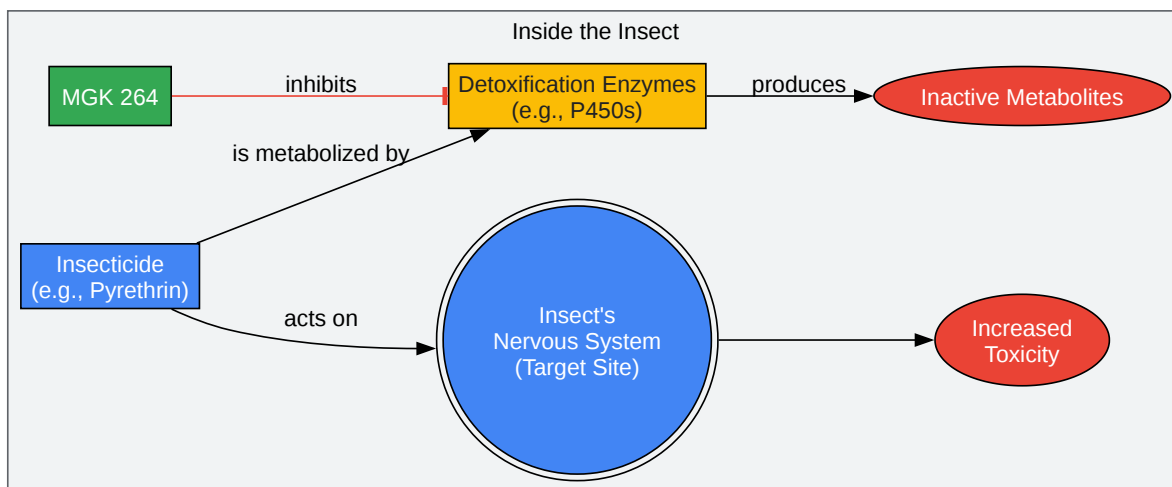 Inside the Insect
MGK 264
inhibits
Detoxification Enzymes
(e.g., P450s)
produces
Inactive Metabolites
is metabolized by
Insecticide
(e.g., Pyrethrin)
acts on
Insect's
Nervous System
(Target Site)
Increased
Toxicity